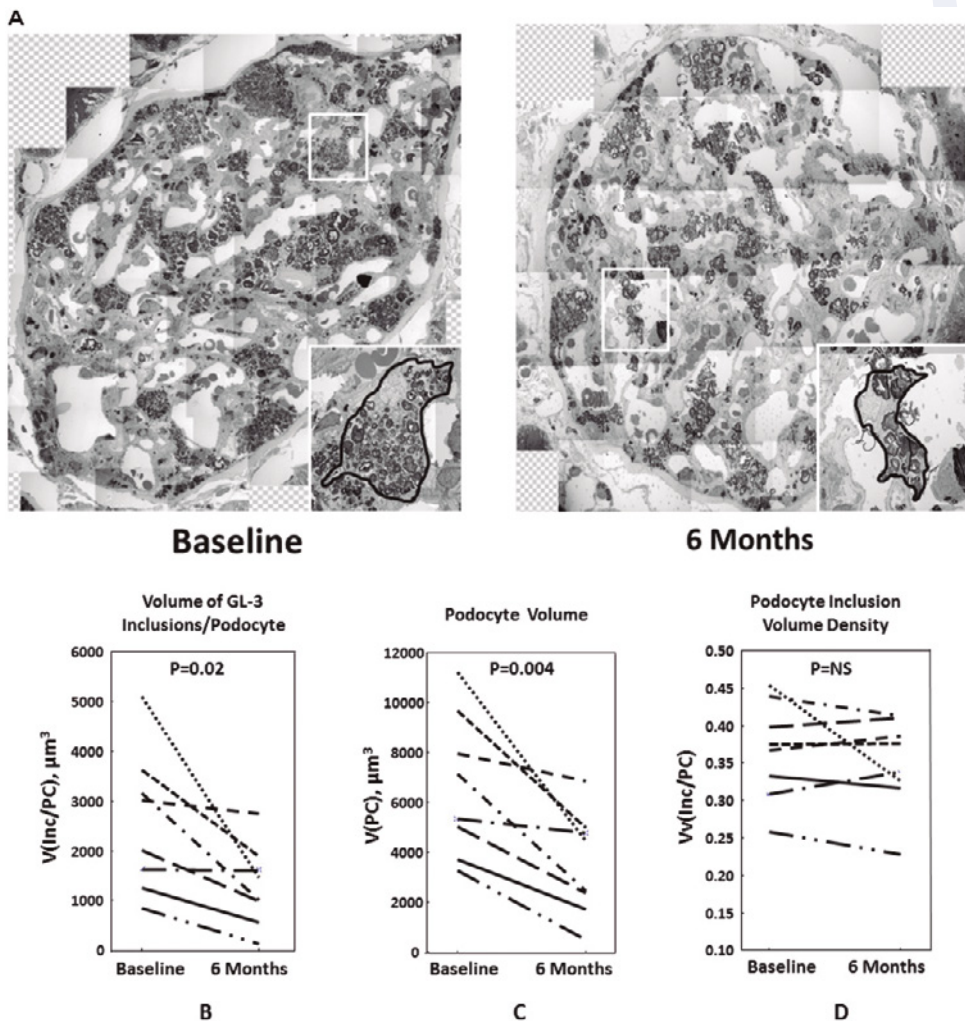 A
Baseline
6 Months
Volume of GL-3
Inclusions/Podocyte
P=0.02
V(Inc/PC), µm³
6000
5000
4000
3000
2000
1000
0
Baseline
6 Months
B
Podocyte Volume
P=0.004
V(PC), µm³
12000
10000
8000
6000
4000
2000
0
Baseline
6 Months
C
Podocyte Inclusion
Volume Density
P=NS
Vv(Inc/PC)
0.50
0.45
0.40
0.35
0.30
0.25
0.20
0.15
0.10
Baseline
6 Months
D